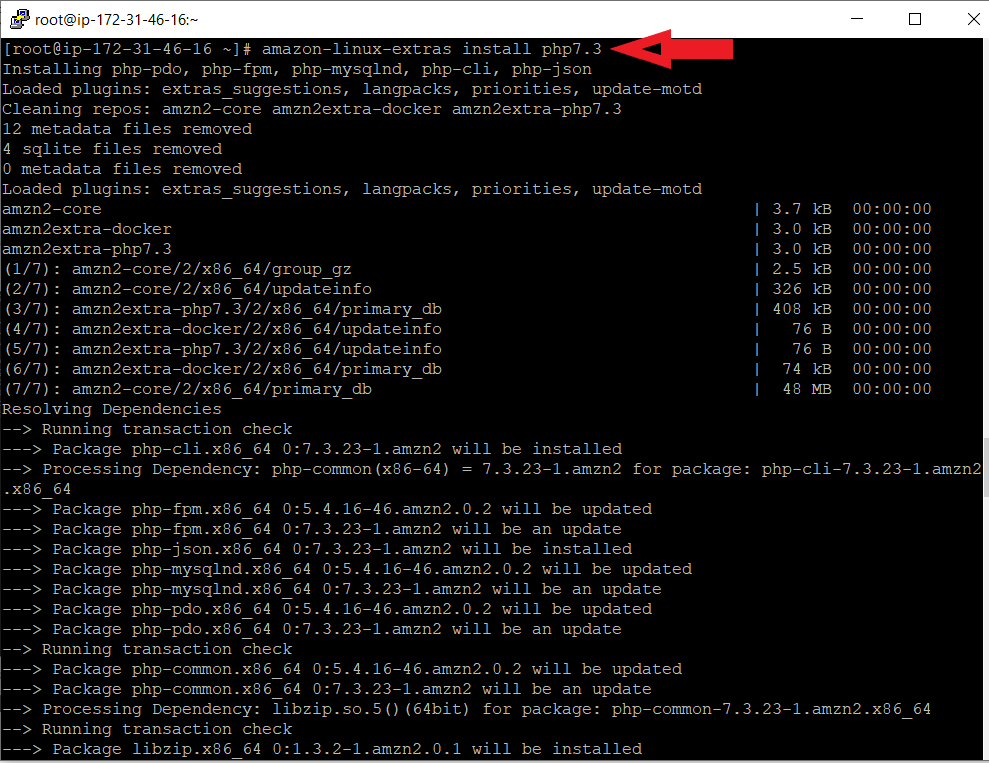 root@ip-172-31-46-16:~
[root@ip-172-31-46-16 ~]# amazon-linux-extras install php7.3
Installing php-pdo, php-fpm, php-mysqlnd, php-cli, php-json
Loaded plugins: extras_suggestions, langpacks, priorities, update-motd
Cleaning repos: amzn2-core amzn2extra-docker amzn2extra-php7.3
12 metadata files removed
4 sqlite files removed
0 metadata files removed
Loaded plugins: extras_suggestions, langpacks, priorities, update-motd
amzn2-core | 3.7 kB 00:00:00
amzn2extra-docker | 3.0 kB 00:00:00
amzn2extra-php7.3 | 3.0 kB 00:00:00
(1/7): amzn2-core/2/x86_64/group_gz | 2.5 kB 00:00:00
(2/7): amzn2-core/2/x86_64/updateinfo | 326 kB 00:00:00
(3/7): amzn2extra-php7.3/2/x86_64/primary_db | 408 kB 00:00:00
(4/7): amzn2extra-docker/2/x86_64/updateinfo | 76 B 00:00:00
(5/7): amzn2extra-php7.3/2/x86_64/updateinfo | 76 B 00:00:00
(6/7): amzn2extra-docker/2/x86_64/primary_db | 74 kB 00:00:00
(7/7): amzn2-core/2/x86_64/primary_db | 48 MB 00:00:00
Resolving Dependencies
--> Running transaction check
---> Package php-cli.x86_64 0:7.3.23-1.amzn2 will be installed
--> Processing Dependency: php-common(x86-64) = 7.3.23-1.amzn2 for package: php-cli-7.3.23-1.amzn2
.x86_64
---> Package php-fpm.x86_64 0:5.4.16-46.amzn2.0.2 will be updated
---> Package php-fpm.x86_64 0:7.3.23-1.amzn2 will be an update
---> Package php-json.x86_64 0:7.3.23-1.amzn2 will be installed
---> Package php-mysqlnd.x86_64 0:5.4.16-46.amzn2.0.2 will be updated
---> Package php-mysqlnd.x86_64 0:7.3.23-1.amzn2 will be an update
---> Package php-pdo.x86_64 0:5.4.16-46.amzn2.0.2 will be updated
---> Package php-pdo.x86_64 0:7.3.23-1.amzn2 will be an update
--> Running transaction check
---> Package php-common.x86_64 0:5.4.16-46.amzn2.0.2 will be updated
---> Package php-common.x86_64 0:7.3.23-1.amzn2 will be an update
--> Processing Dependency: libzip.so.5()(64bit) for package: php-common-7.3.23-1.amzn2.x86_64
--> Running transaction check
---> Package libzip.x86_64 0:1.3.2-1.amzn2.0.1 will be installed